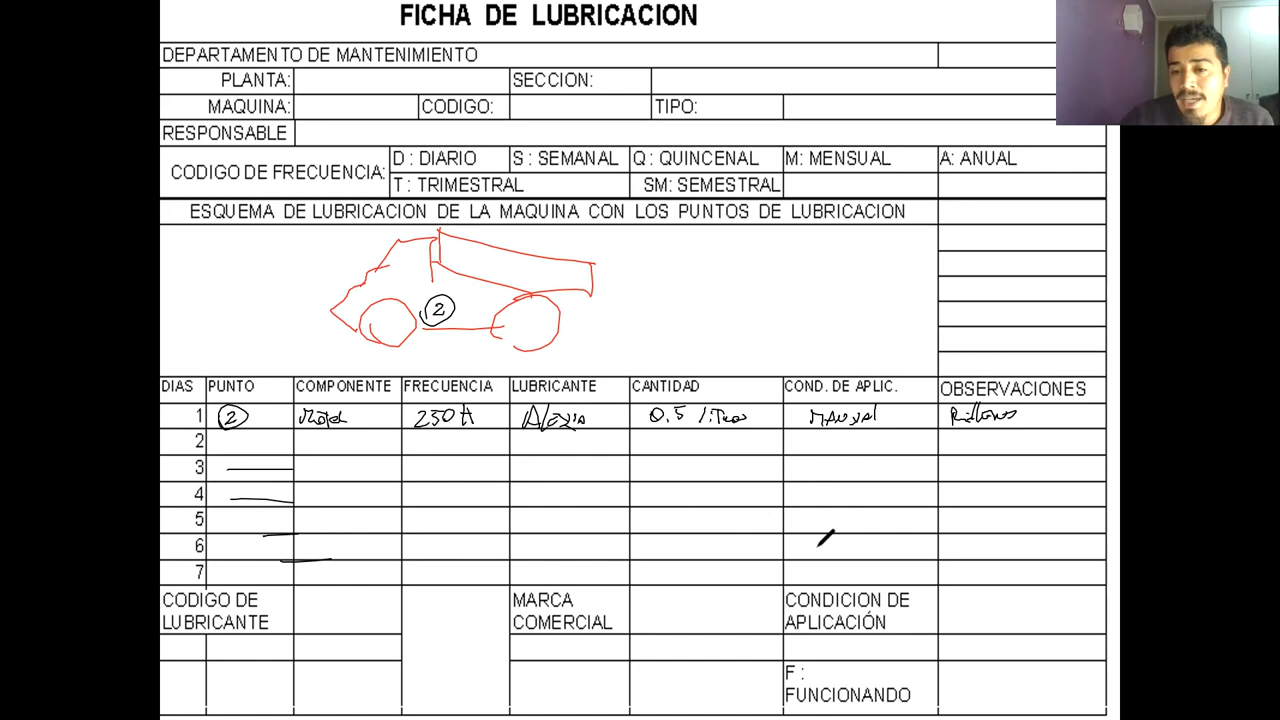 FICHA DE LUBRICACION
DEPARTAMENTO DE MANTENIMIENTO
PLANTA: SECCION:
MAQUINA: CODIGO: TIPO:
RESPONSABLE
CODIGO DE FRECUENCIA: D : DIARIO S : SEMANAL Q : QUINCENAL M: MENSUAL A: ANUAL
T : TRIMESTRAL SM: SEMESTRAL
ESQUEMA DE LUBRICACION DE LA MAQUINA CON LOS PUNTOS DE LUBRICACION
2
DIAS PUNTO COMPONENTE FRECUENCIA LUBRICANTE CANTIDAD COND. DE APLIC. OBSERVACIONES
1 2 250 H 0.5 litros MANUAL
2
3
4
5
6
7
CODIGO DE LUBRICANTE MARCA COMERCIAL CONDICION DE APLICACIÓN
F : FUNCIONANDO